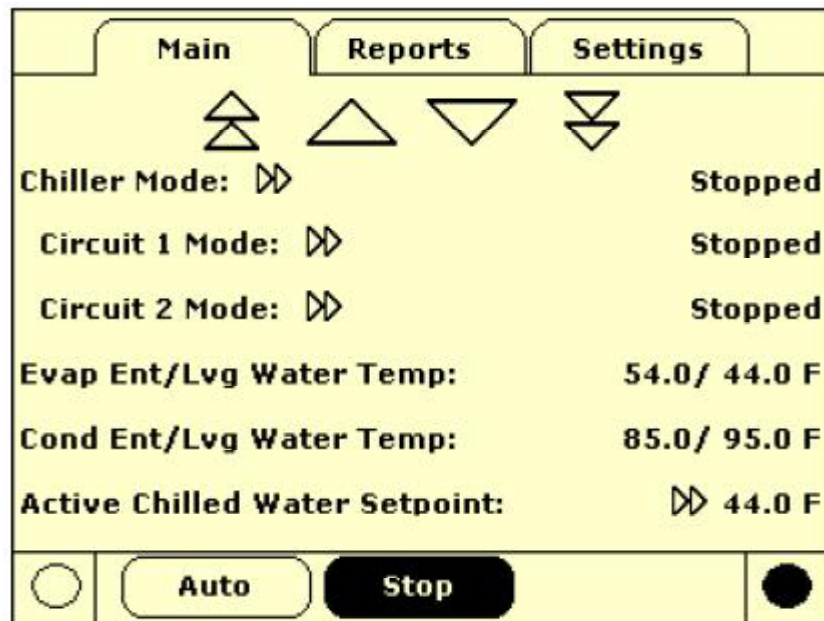 Main Reports Settings
Chiller Mode: Stopped
Circuit 1 Mode: Stopped
Circuit 2 Mode: Stopped
Evap Ent/Lvg Water Temp: 54.0/ 44.0 F
Cond Ent/Lvg Water Temp: 85.0/ 95.0 F
Active Chilled Water Setpoint: 44.0 F
Auto Stop